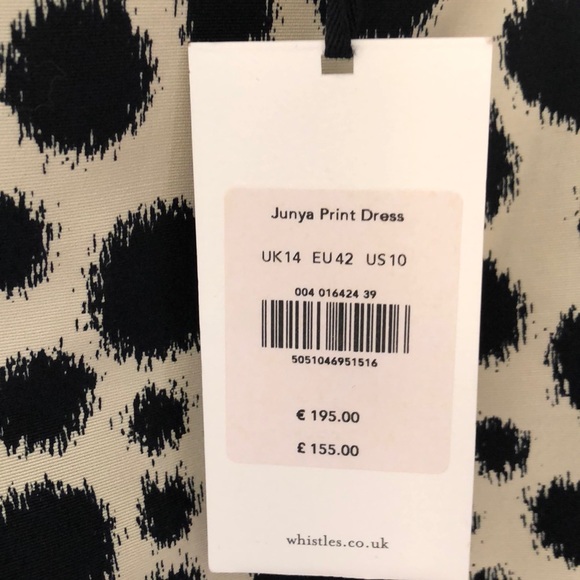 Junya Print Dress
UK14 EU42 US10
004 016424 39
5051046951516
€ 195.00
£ 155.00
whistles.co.uk